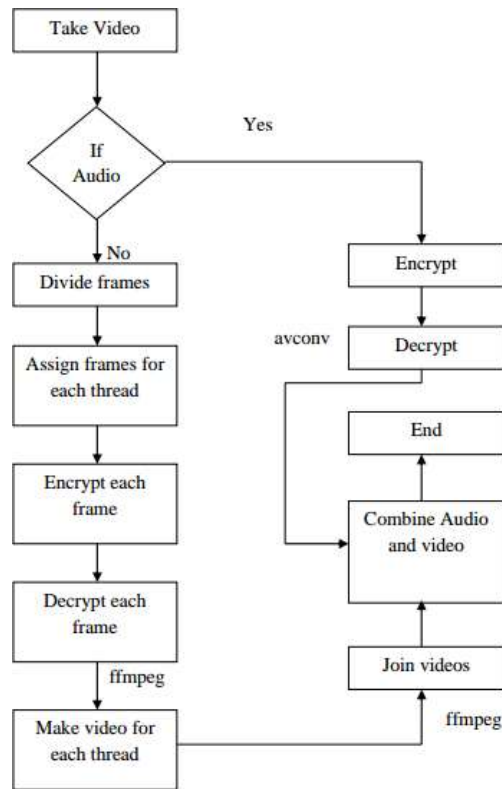 Take Video
If
Audio
Yes
No
Divide frames
Assign frames for
each thread
Encrypt each
frame
Decrypt each
frame
ffmpeg
Make video for
each thread
Encrypt
avconv
Decrypt
End
Combine Audio
and video
Join videos
ffmpeg